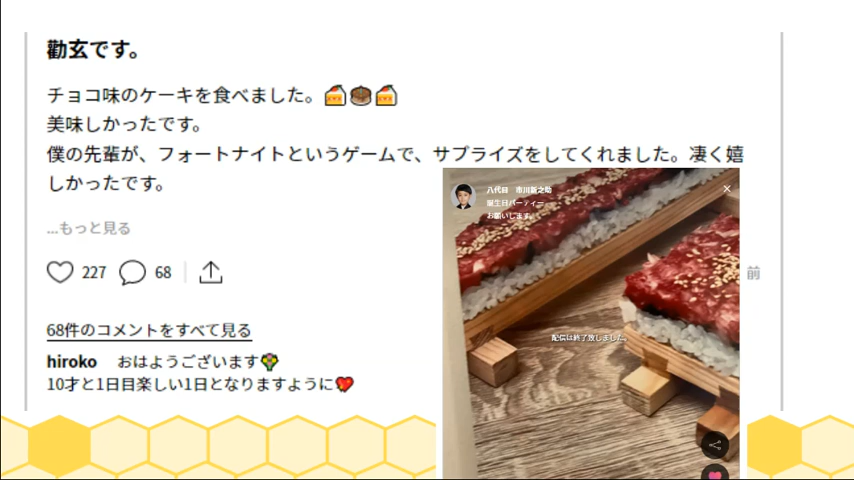 勸玄です。
チョコ味のケーキを食べました。🍰🎂🍰
美味しかったです。
僕の先輩が、フォートナイトというゲームで、サプライズをしてくれました。凄く嬉
しかったです。
...もっと見る
227 68
前
68件のコメントをすべて見る
hiroko おはようございます💐
10才と1日目楽しい1日となりますように💖
八代目 市川新之助
誕生日パーティー
お願いします。
配信は終了致しました。